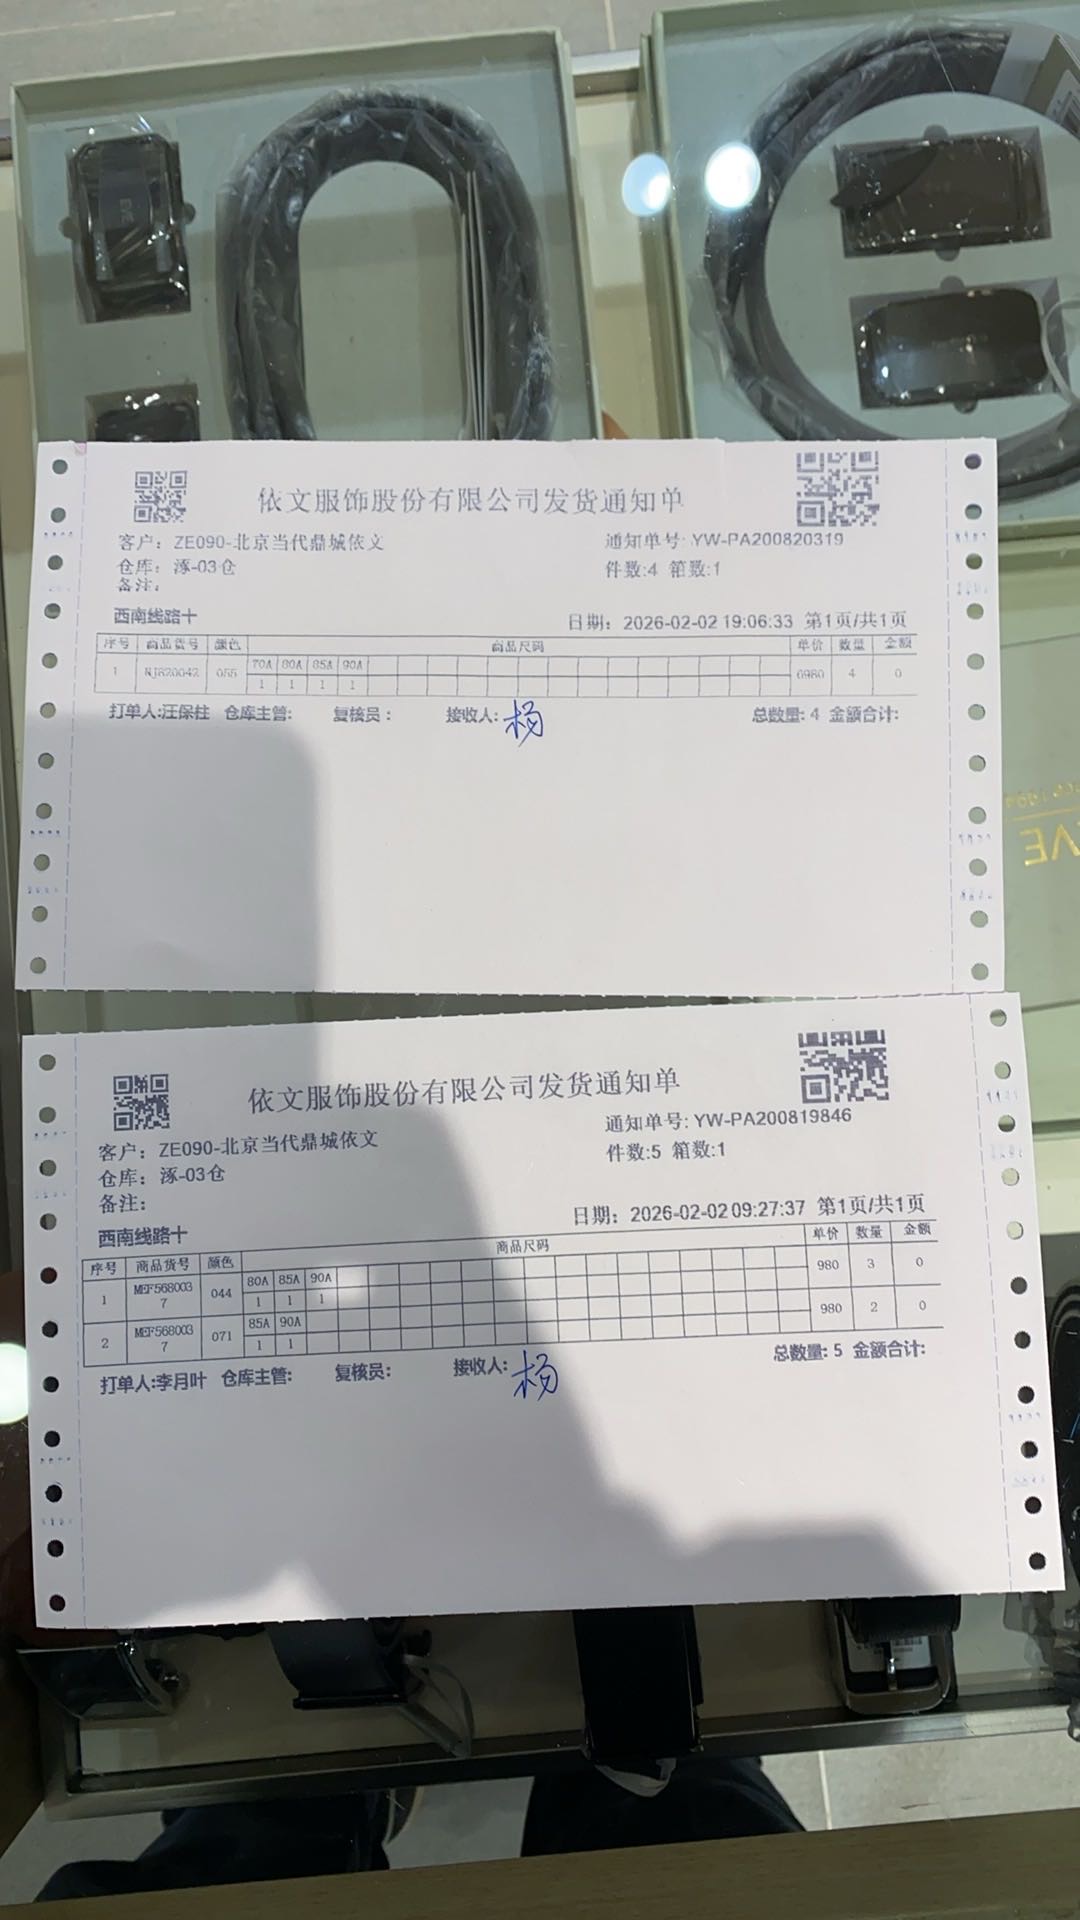 依文服饰股份有限公司发货通知单
客户：ZE090-北京当代鼎城依文
通知单号：YW-PA200820319
仓库：涿-03仓
件数:4 箱数:1
备注:
西南线路十
日期：2026-02-02 19:06:33 第1页/共1页
序号 商品货号 颜色 商品尺码 单价 数量 金额
70A 80A 85A 90A
1 055 1 1 1 1 6980 4 0
打单人:汪保柱 仓库主管: 复核员: 接收人: 杨 总数量: 4 金额合计:
EVE
依文服饰股份有限公司发货通知单
通知单号: YW-PA200819846
客户：ZE090-北京当代鼎城依文
件数:5 箱数:1
仓库：涿-03仓
备注:
西南线路十
日期：2026-02-02 09:27:37 第1页/共1页
序号 商品货号 颜色 商品尺码 单价 数量 金额
80A 85A 90A
1 MEF5680037 044 1 1 1 980 3 0
85A 90A
2 MEF5680037 071 1 1 980 2 0
打单人:李月叶 仓库主管: 复核员: 接收人: 杨 总数量: 5 金额合计: